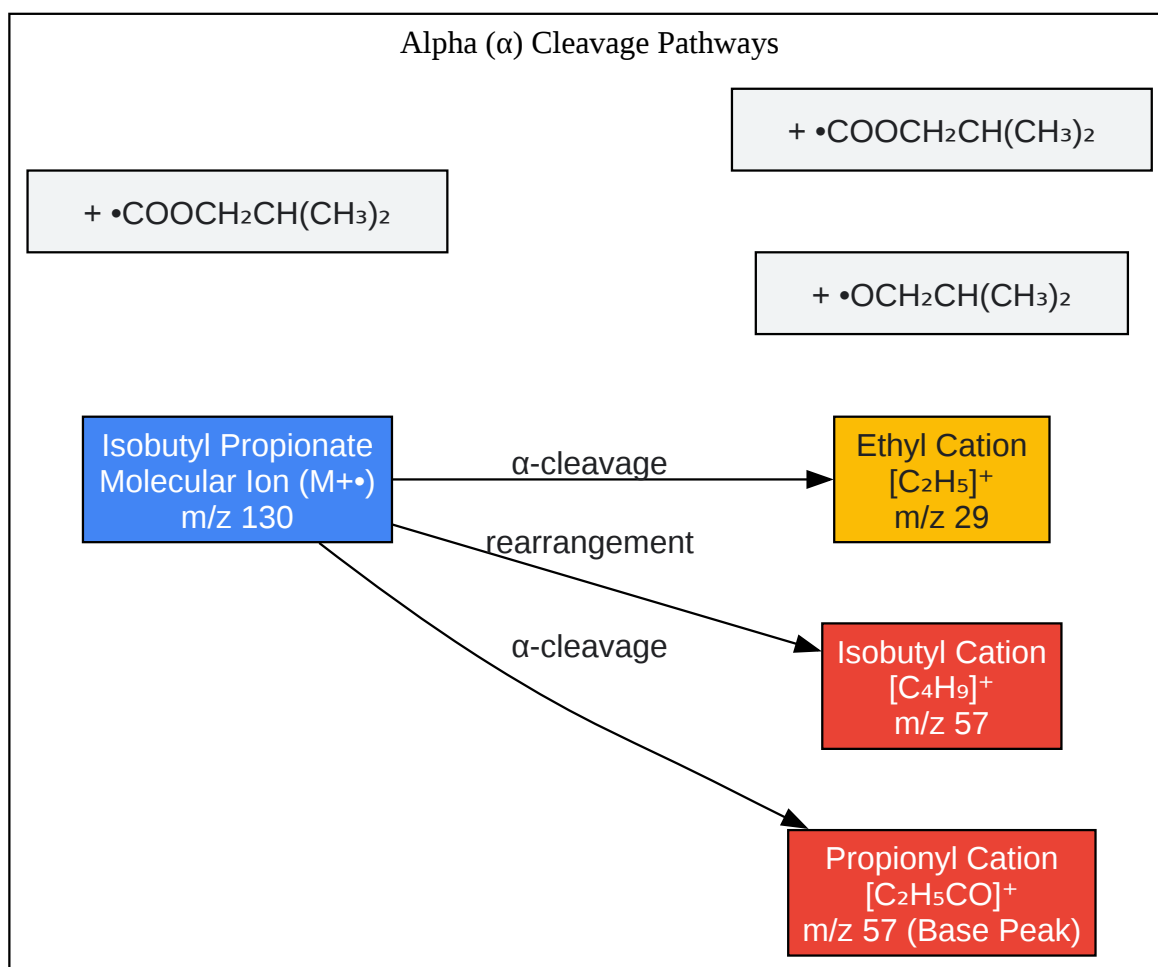 Alpha (α) Cleavage Pathways
+ •COOCH₂CH(CH₃)₂
+ •COOCH₂CH(CH₃)₂
+ •OCH₂CH(CH₃)₂
Isobutyl Propionate
Molecular Ion (M+•)
m/z 130
α-cleavage
Ethyl Cation
[C₂H₅]⁺
m/z 29
rearrangement
Isobutyl Cation
[C₄H₉]⁺
m/z 57
α-cleavage
Propionyl Cation
[C₂H₅CO]⁺
m/z 57 (Base Peak)